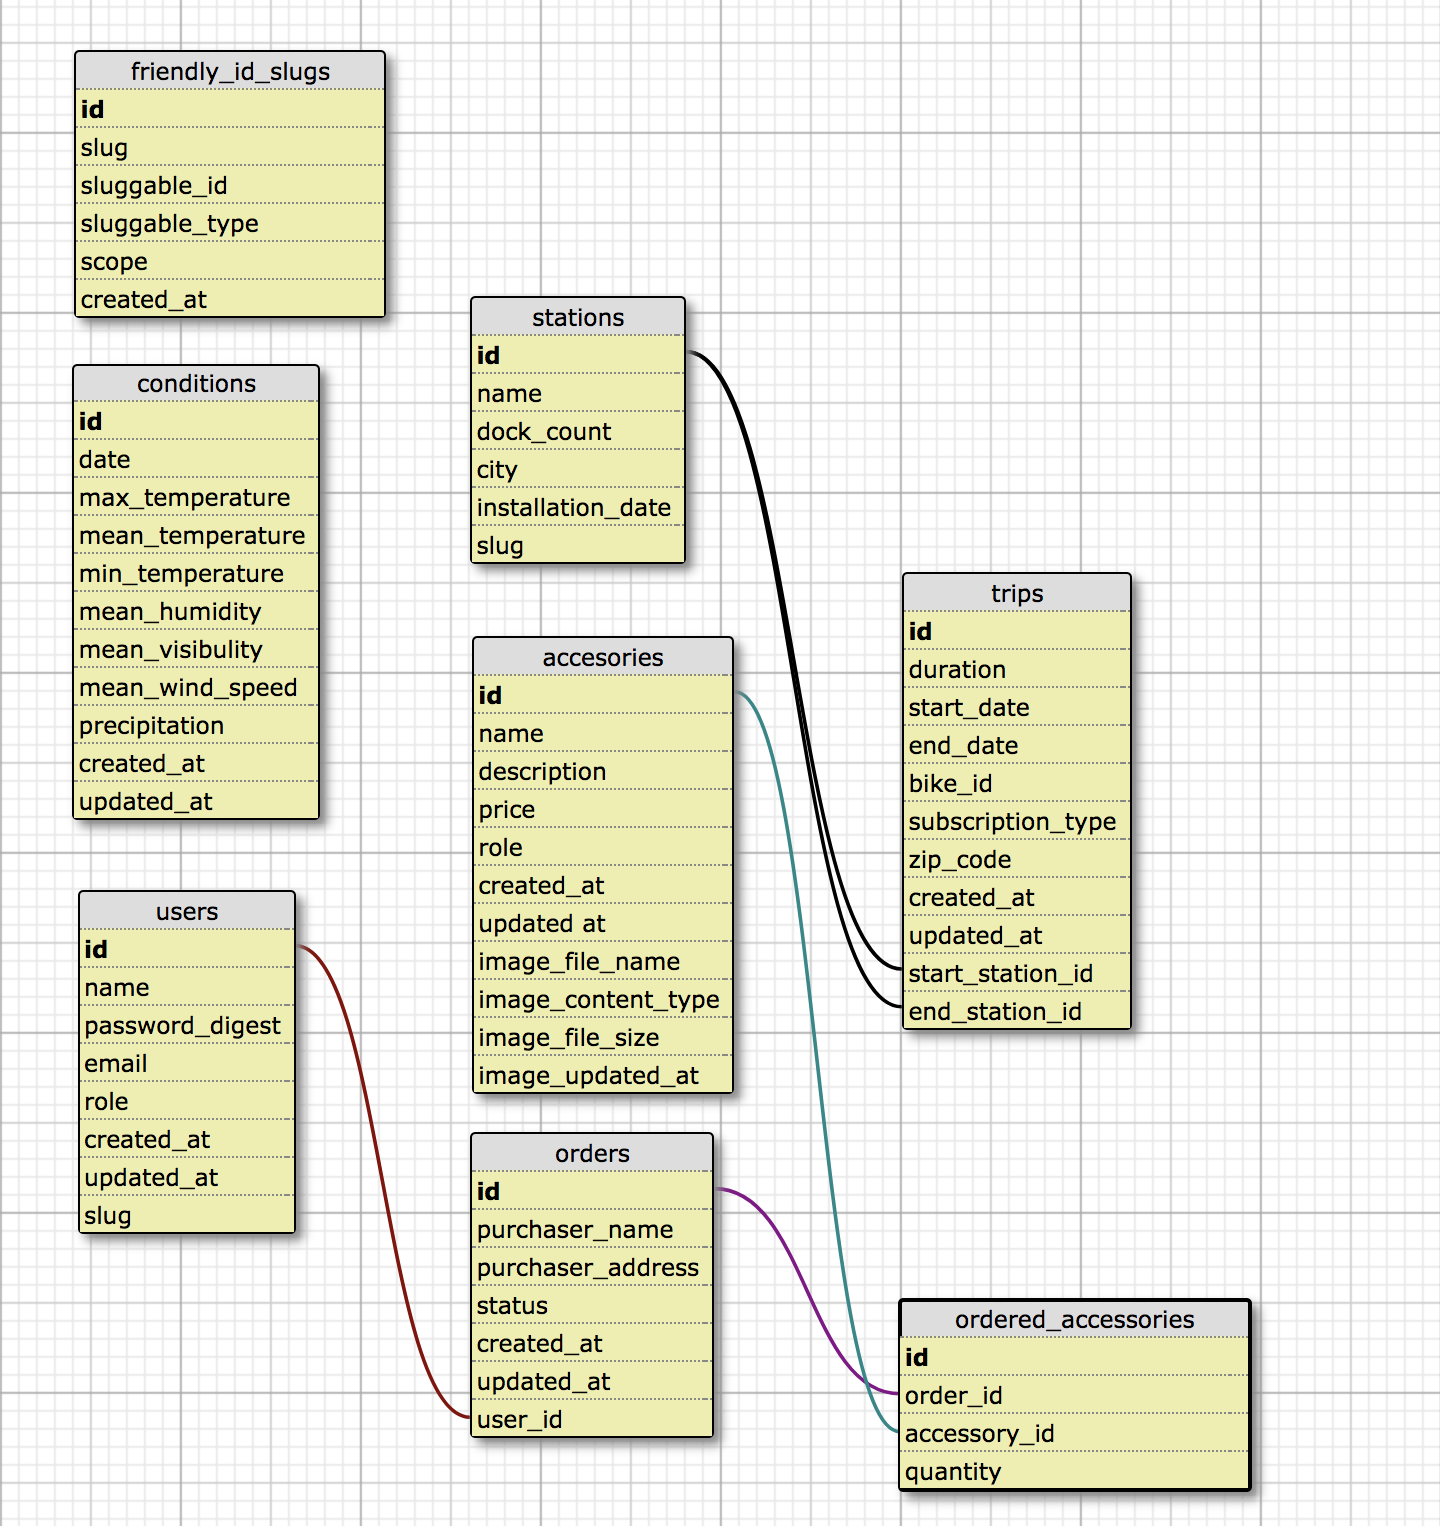 friendly_id_slugs
id
slug
sluggable_id
sluggable_type
scope
created_at
conditions
id
date
max_temperature
mean_temperature
min_temperature
mean_humidity
mean_visibulity
mean_wind_speed
precipitation
created_at
updated_at
users
id
name
password_digest
email
role
created_at
updated_at
slug
stations
id
name
dock_count
city
installation_date
slug
accesories
id
name
description
price
role
created_at
updated at
image_file_name
image_content_type
image_file_size
image_updated_at
orders
id
purchaser_name
purchaser_address
status
created_at
updated_at
user_id
trips
id
duration
start_date
end_date
bike_id
subscription_type
zip_code
created_at
updated_at
start_station_id
end_station_id
ordered_accessories
id
order_id
accessory_id
quantity